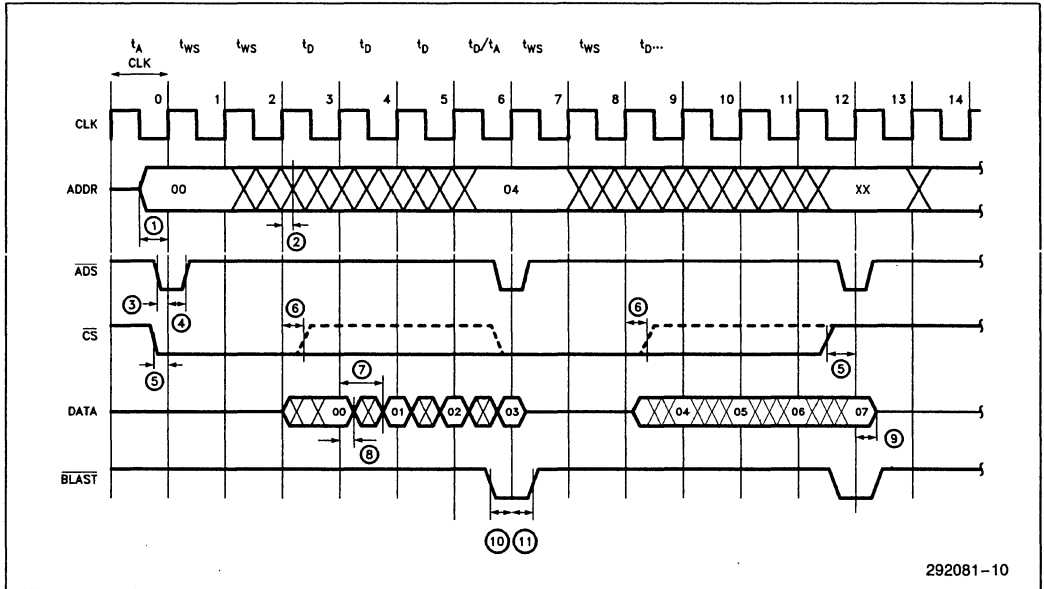 tA tWS tWS tD tD tD tD/tA tWS tWS tD...
CLK
0 1 2 3 4 5 6 7 8 9 10 11 12 13 14
CLK
ADDR 00 04 XX
① ②
ADS
③ ④ ⑥ ⑥
CS
⑤ ⑦ ⑤
DATA 00 01 02 03 04 05 06 07
⑧ ⑨
BLAST
⑩ ⑪
292081-10